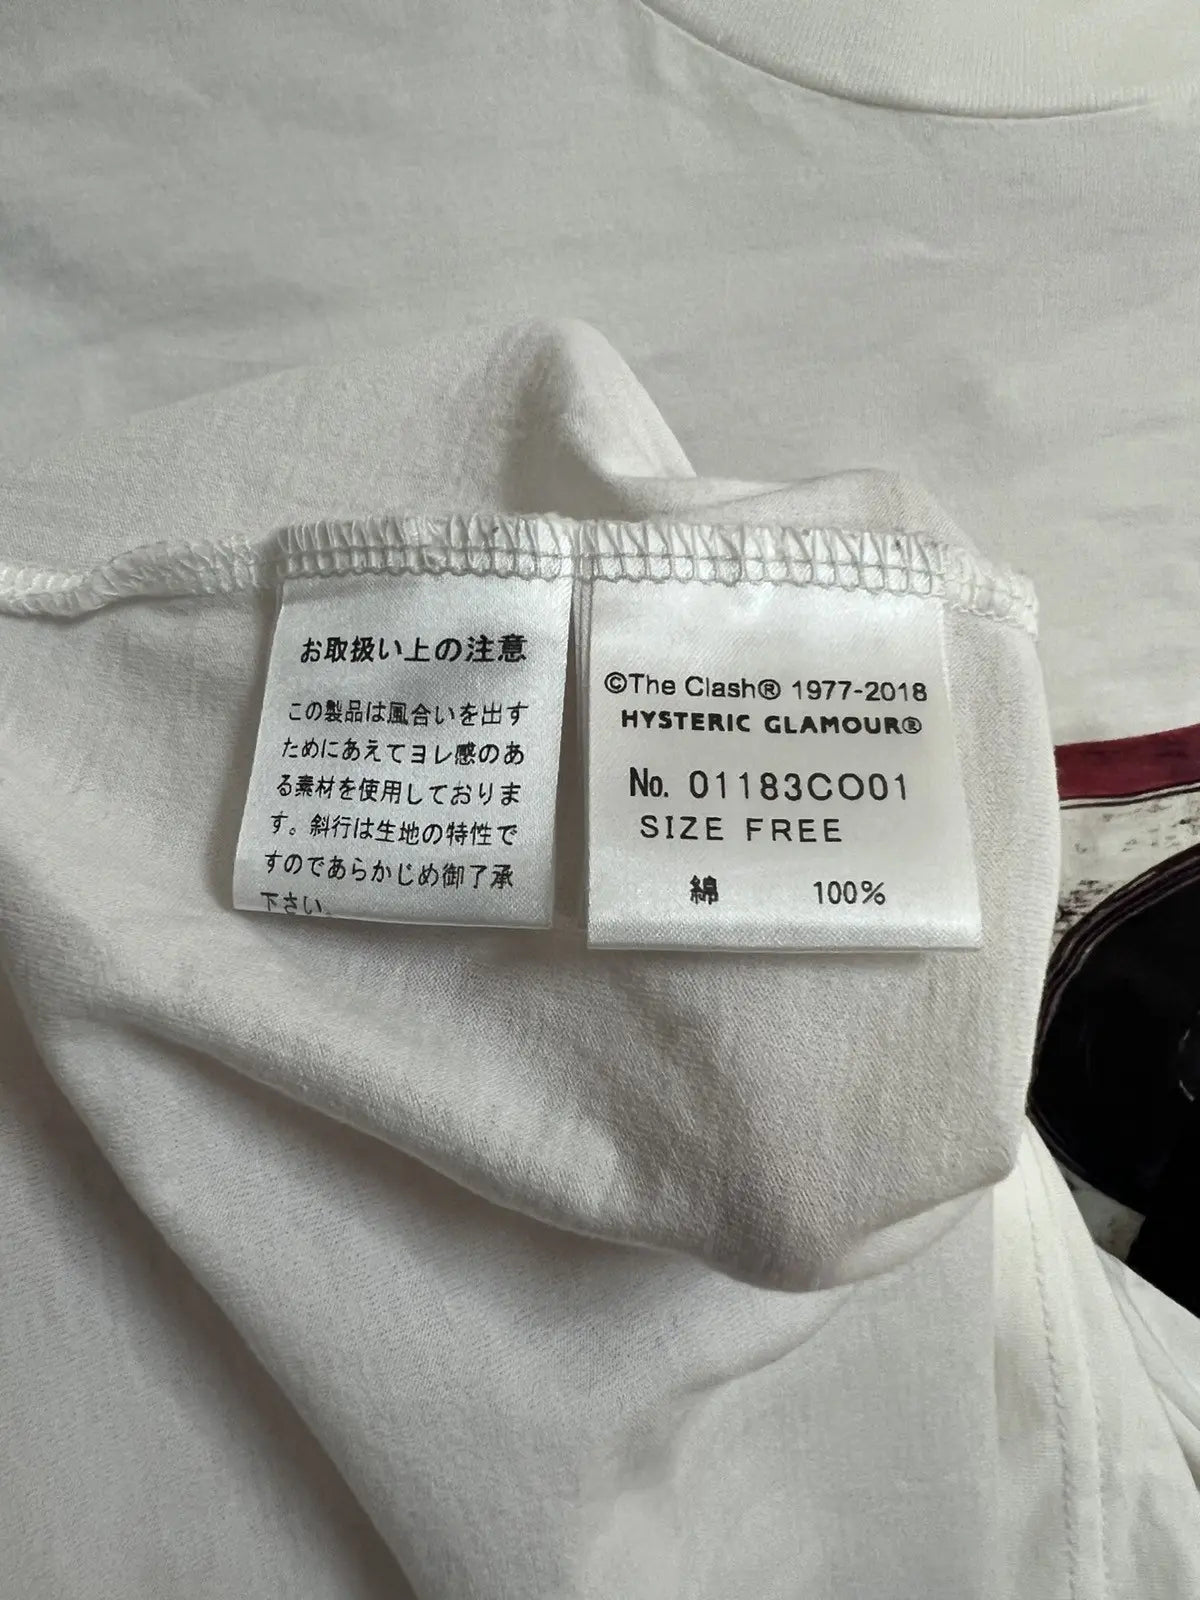 お取扱い上の注意
この製品は風合いを出す
ためにあえてヨレ感のあ
る素材を使用しておりま
す。斜行は生地の特性で
すのであらかじめ御了承
下さい。
©The Clash® 1977-2018
HYSTERIC GLAMOUR®
No. 01183CO01
SIZE FREE
綿 100%